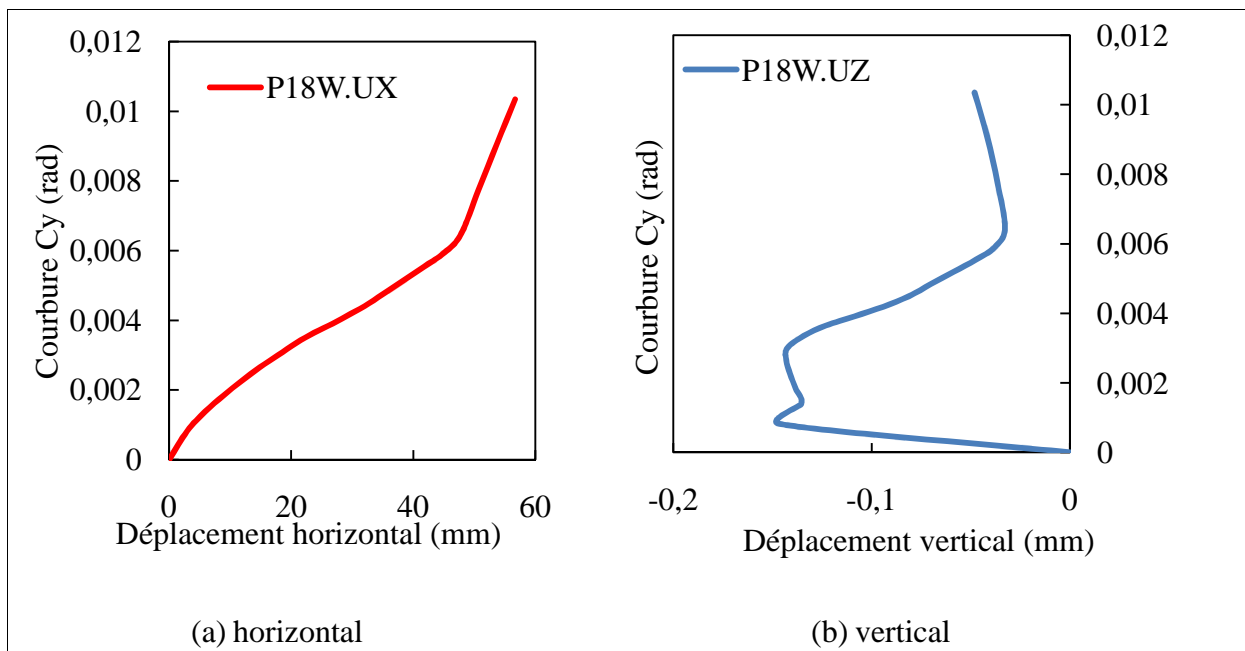 0,012
0,01
0,008
0,006
0,004
0,002
0
Courbure Cy (rad)
P18W.UX
0 20 40 60
Déplacement horizontal (mm)
(a) horizontal
P18W.UZ
Courbure Cy (rad)
0,012
0,01
0,008
0,006
0,004
0,002
0
-0,2 -0,1 0
Déplacement vertical (mm)
(b) vertical